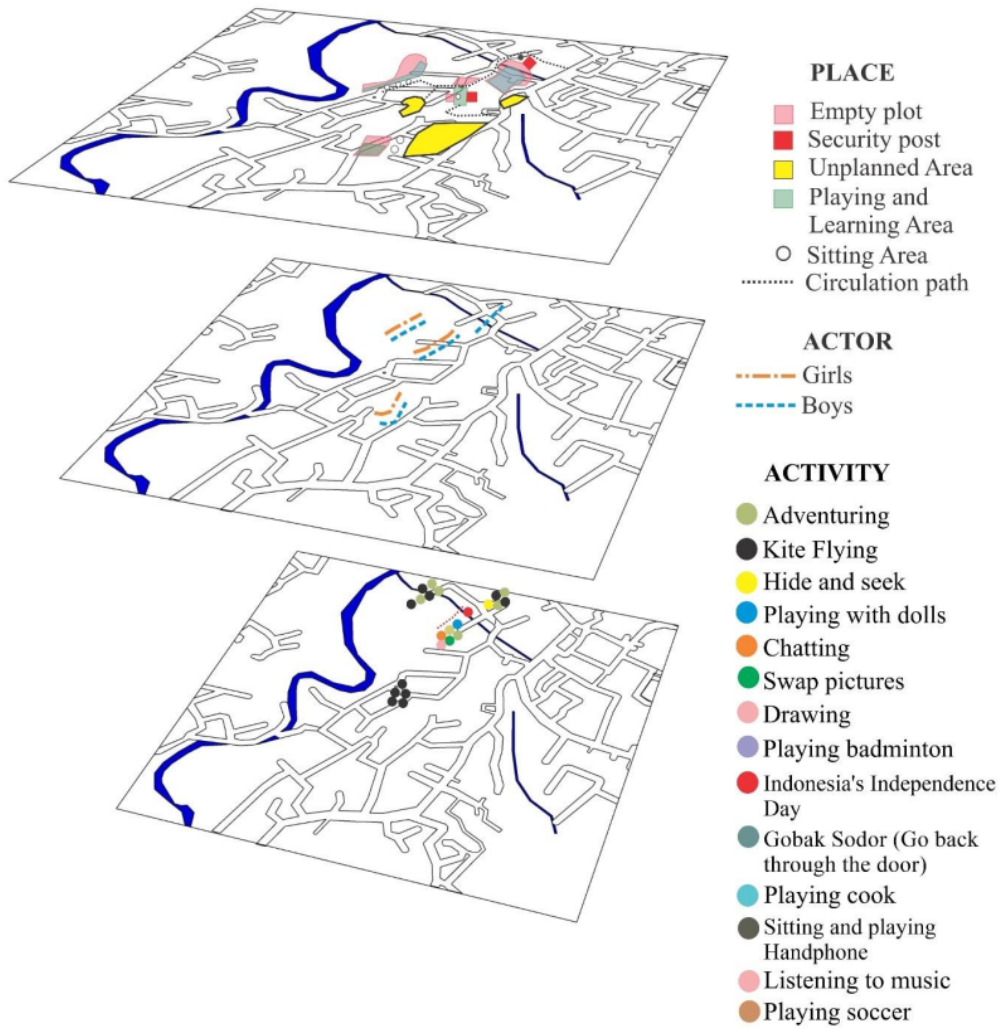 PLACE
Empty plot
Security post
Unplanned Area
Playing and
Learning Area
Sitting Area
Circulation path
ACTOR
Girls
Boys
ACTIVITY
Adventuring
Kite Flying
Hide and seek
Playing with dolls
Chatting
Swap pictures
Drawing
Playing badminton
Indonesia's Independence
Day
Gobak Sodor (Go back
through the door)
Playing cook
Sitting and playing
Handphone
Listening to music
Playing soccer